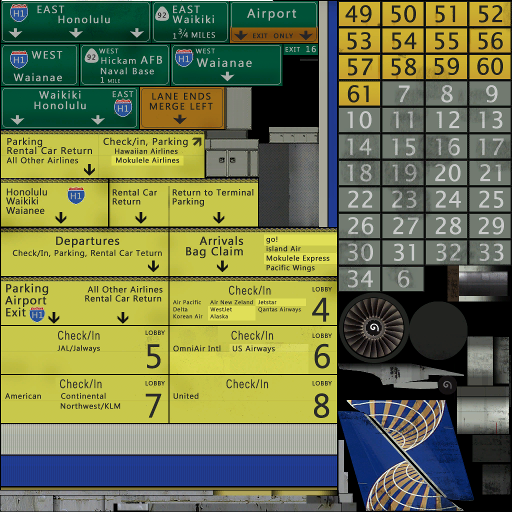 H1 EAST
Honolulu
92 EAST
Waikiki
1 3/4 MILES
Airport
EXIT ONLY
EXIT 16
H1 WEST
Waianae
92 WEST
Hickam AFB
Naval Base
1 MILE
H1 WEST
Waianae
Waikiki EAST
Honolulu H1
LANE ENDS
MERGE LEFT
Parking
Rental Car Return
All Other Airlines
Check/in, Parking
Hawaiian Airlines
Mokulele Airlines
Honolulu H1
Waikiki
Waianee
Rental Car
Return
Return to Terminal
Parking
Departures
Check/In, Parking, Rental Car Teturn
Arrivals
Bag Claim
go!
island Air
Mokulele Express
Pacific Wings
Parking
Airport
Exit H1
All Other Airlines
Rental Car Return
Check/In LOBBY
4
Air Pacific Air New Zealand Jetstar
Delta WestJet Qantas Airways
Korean Air Alaska
Check/In LOBBY
JAL/Jalways 5
Check/In LOBBY
OmniAir Intl US Airways 6
Check/In LOBBY
American Continental
Northwest/KLM 7
Check/In LOBBY
United
8
49 50 51 52
53 54 55 56
57 58 59 60
61 7 8 9
10 11 12 13
14 15 16 17
18 19 20 21
22 23 24 25
26 27 28 29
30 31 32 33
34 6